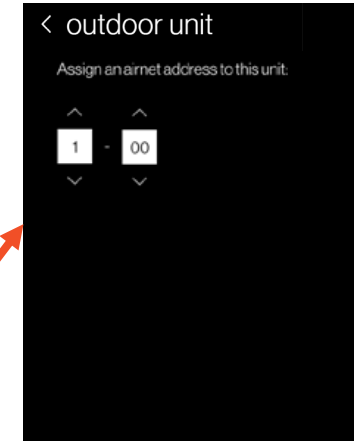 < outdoor unit
Assign an airnet address to this unit:
1 - 00